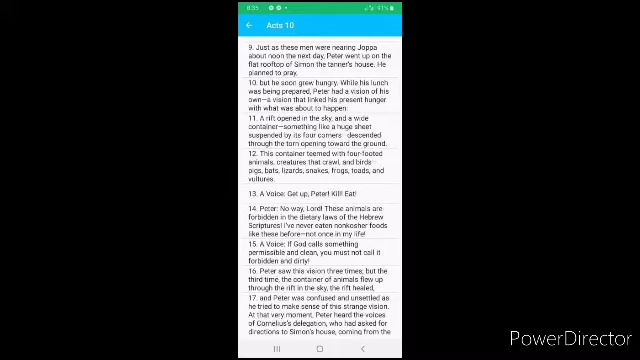 8:35
91%
Acts 10
9. Just as these men were nearing Joppa
about noon the next day, Peter went up on the
flat rooftop of Simon the tanner's house. He
planned to pray,
10. but he soon grew hungry. While his lunch
was being prepared, Peter had a vision of his
own—a vision that linked his present hunger
with what was about to happen:
11. A rift opened in the sky, and a wide
container—something like a huge sheet
suspended by its four corners—descended
through the torn opening toward the ground.
12. This container teemed with four-footed
animals, creatures that crawl, and birds—
pigs, bats, lizards, snakes, frogs, toads, and
vultures.
13. A Voice: Get up, Peter! Kill! Eat!
14. Peter: No way, Lord! These animals are
forbidden in the dietary laws of the Hebrew
Scriptures! I've never eaten nonkosher foods
like these before—not once in my life!
15. A Voice: If God calls something
permissible and clean, you must not call it
forbidden and dirty!
16. Peter saw this vision three times; but the
third time, the container of animals flew up
through the rift in the sky, the rift healed,
17. and Peter was confused and unsettled as
he tried to make sense of this strange vision.
At that very moment, Peter heard the voices
of Cornelius's delegation, who had asked for
directions to Simon's house, coming from the
PowerDirector